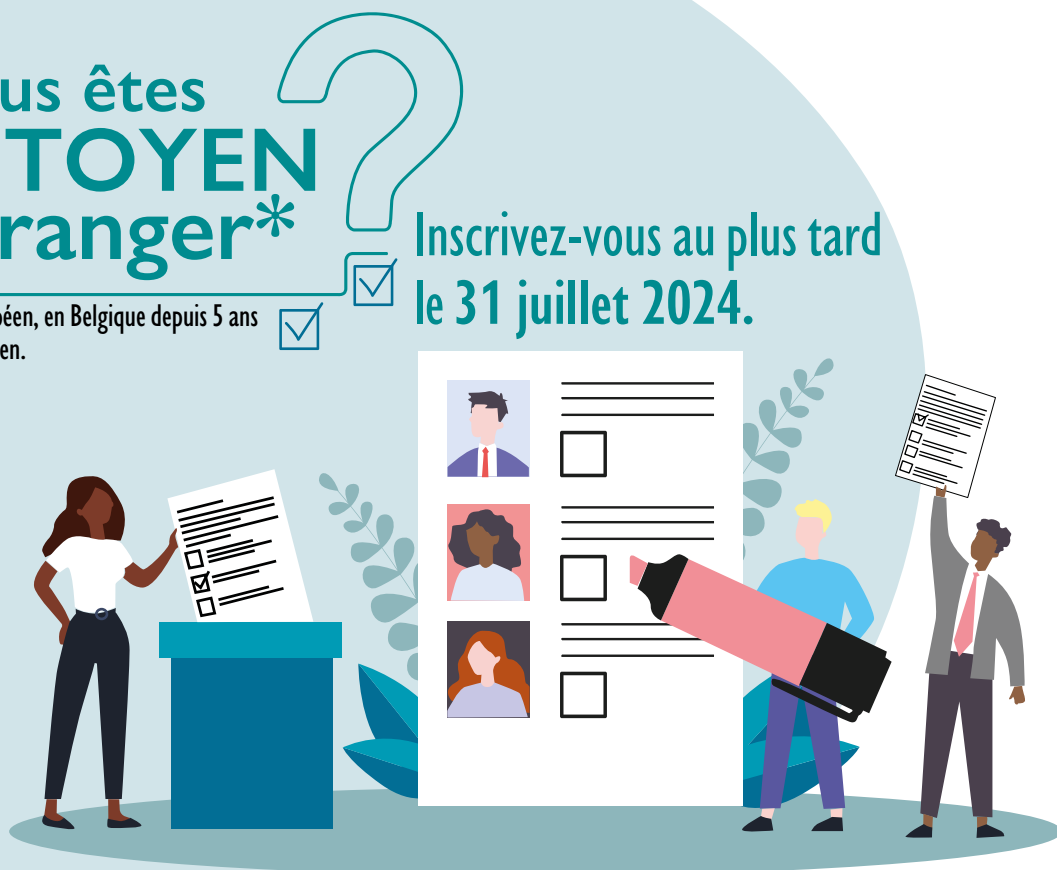 us êtes
TOYEN
ranger*
péen, en Belgique depuis 5 ans
en.
Inscrivez-vous au plus tard
le 31 juillet 2024.